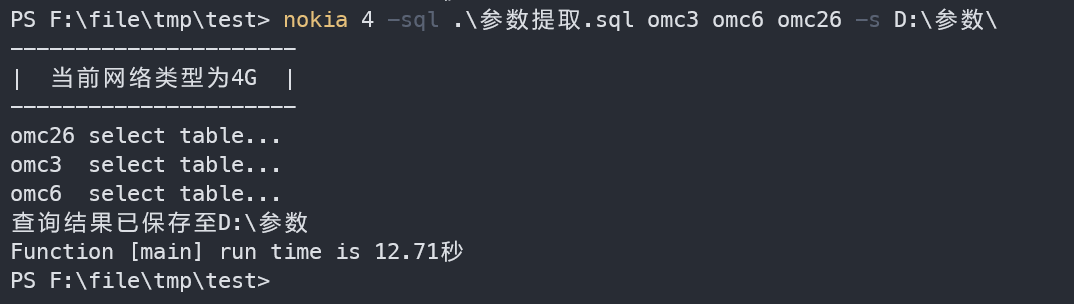 PS F:\file\tmp\test> nokia 4 -sql .\参数提取.sql omc3 omc6 omc26 -s D:\参数\
----------------------
|  当前网络类型为4G  |
----------------------
omc26 select table...
omc3  select table...
omc6  select table...
查询结果已保存至D:\参数
Function [main] run time is 12.71秒
PS F:\file\tmp\test>